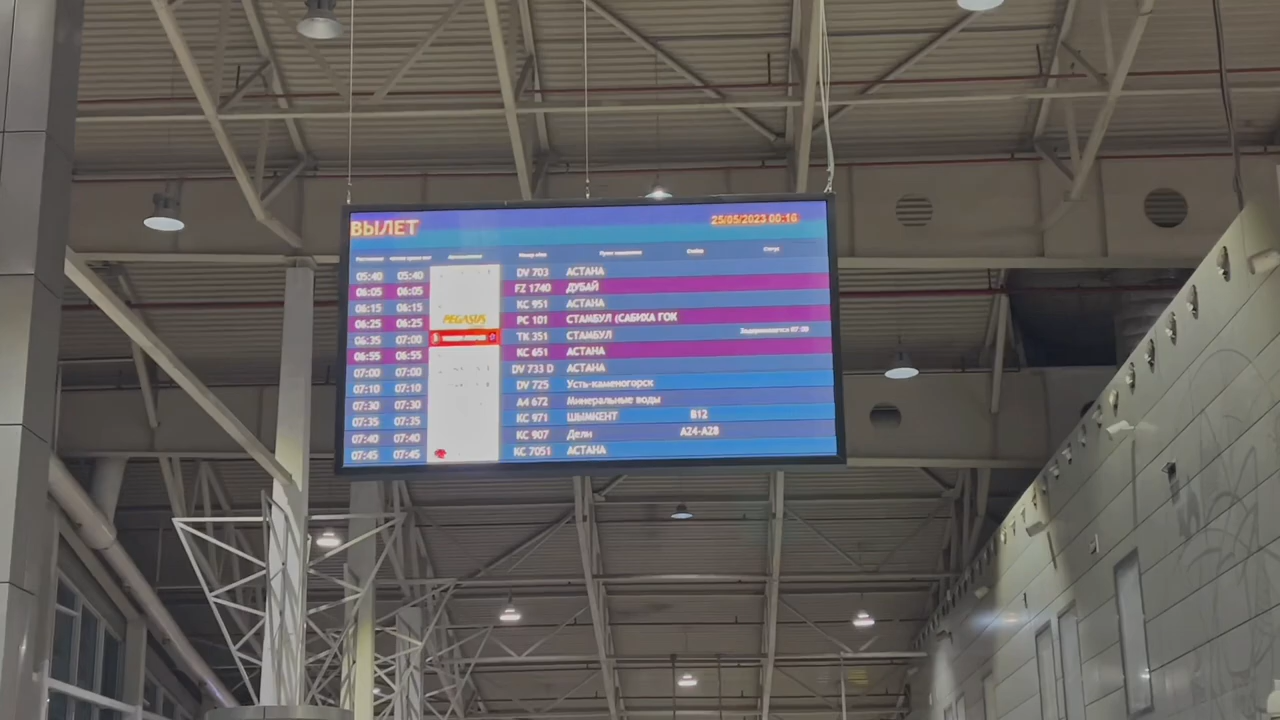 ВЫЛЕТ 25/05/2023 00:16
05:40 05:40 DV 703 АСТАНА
06:05 06:05 FZ 1740 ДУБАЙ
06:15 06:15 KC 951 АСТАНА
06:25 06:25 PEGASUS PC 101 СТАМБУЛ (САБИХА ГОК
06:35 07:00 TK 351 СТАМБУЛ Задерживается
06:55 06:55 KC 651 АСТАНА
07:00 07:00 DV 733 D АСТАНА
07:10 07:10 DV 725 Усть-каменогорск
07:30 07:30 A4 672 Минеральные воды
07:35 07:35 KC 971 ШЫМКЕНТ B12
07:40 07:40 KC 907 Дели A24-A28
07:45 07:45 KC 7051 АСТАНА